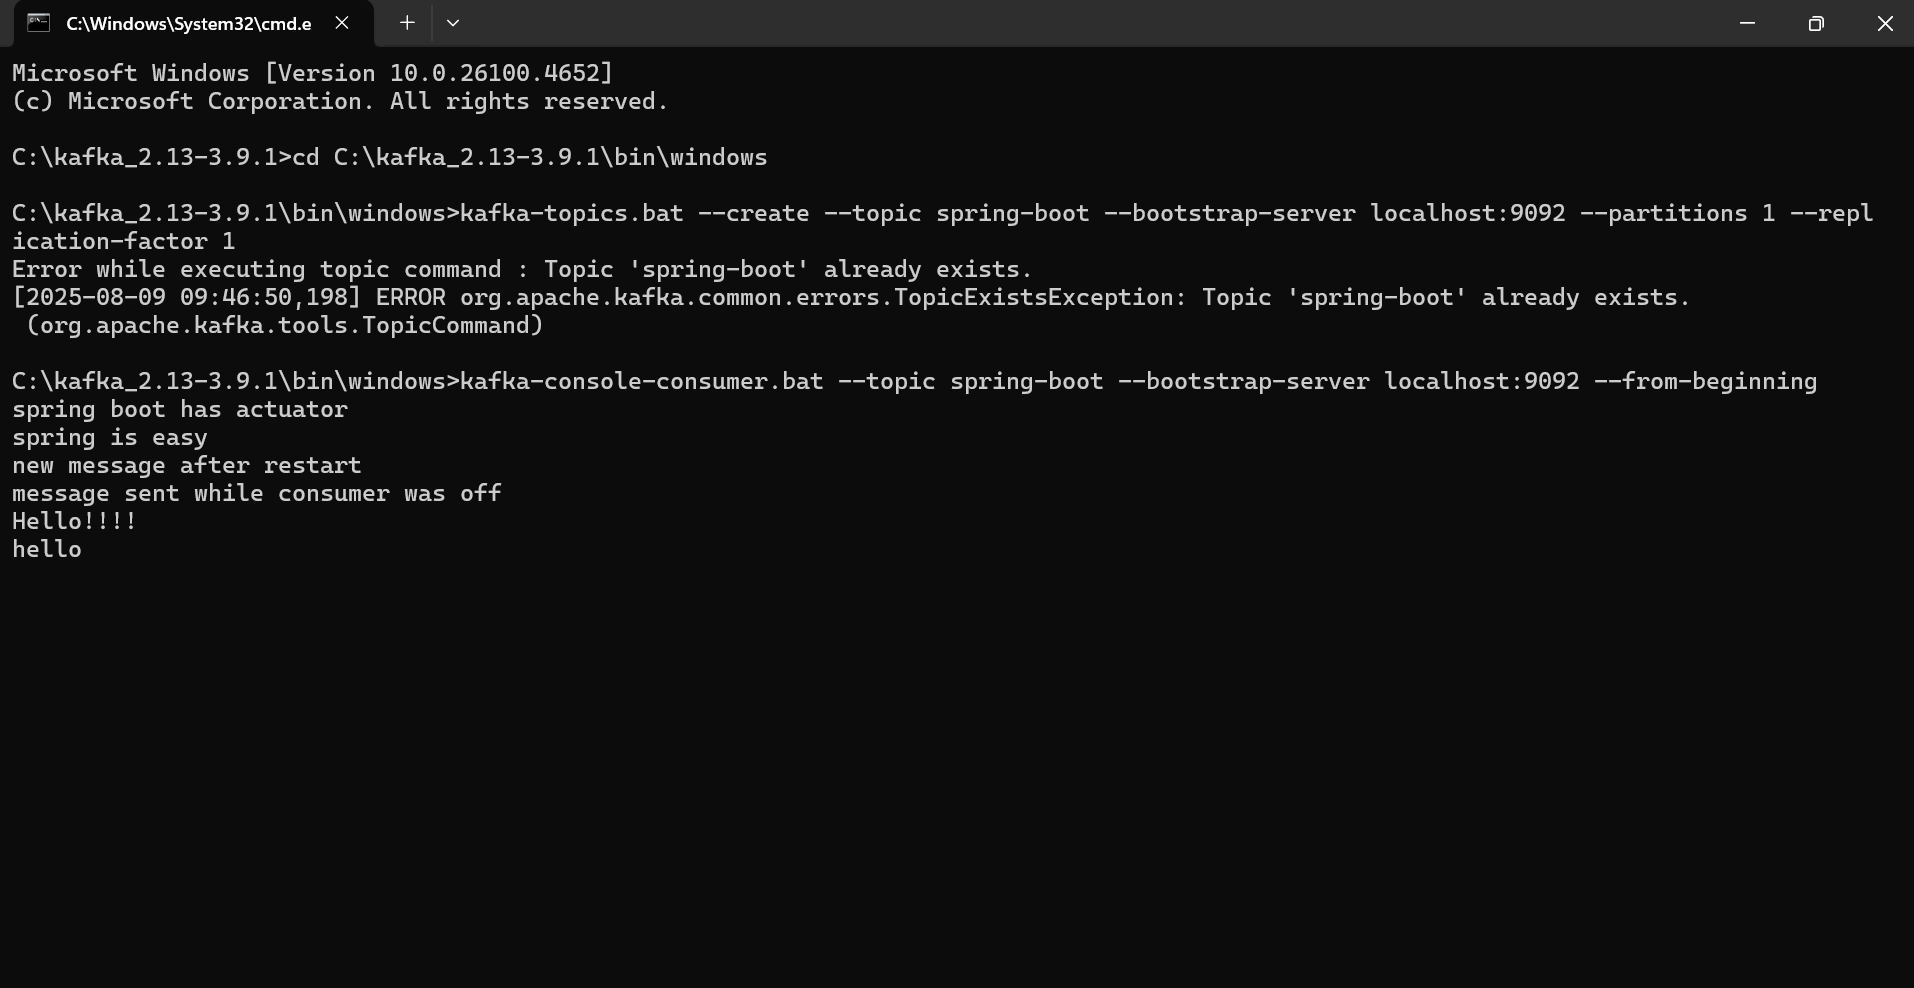 C:\Windows\System32\cmd.e
Microsoft Windows [Version 10.0.26100.4652]
(c) Microsoft Corporation. All rights reserved.
C:\kafka_2.13-3.9.1>cd C:\kafka_2.13-3.9.1\bin\windows
C:\kafka_2.13-3.9.1\bin\windows>kafka-topics.bat --create --topic spring-boot --bootstrap-server localhost:9092 --partitions 1 --repl
ication-factor 1
Error while executing topic command : Topic 'spring-boot' already exists.
[2025-08-09 09:46:50,198] ERROR org.apache.kafka.common.errors.TopicExistsException: Topic 'spring-boot' already exists.
 (org.apache.kafka.tools.TopicCommand)
C:\kafka_2.13-3.9.1\bin\windows>kafka-console-consumer.bat --topic spring-boot --bootstrap-server localhost:9092 --from-beginning
spring boot has actuator
spring is easy
new message after restart
message sent while consumer was off
Hello!!!!
hello